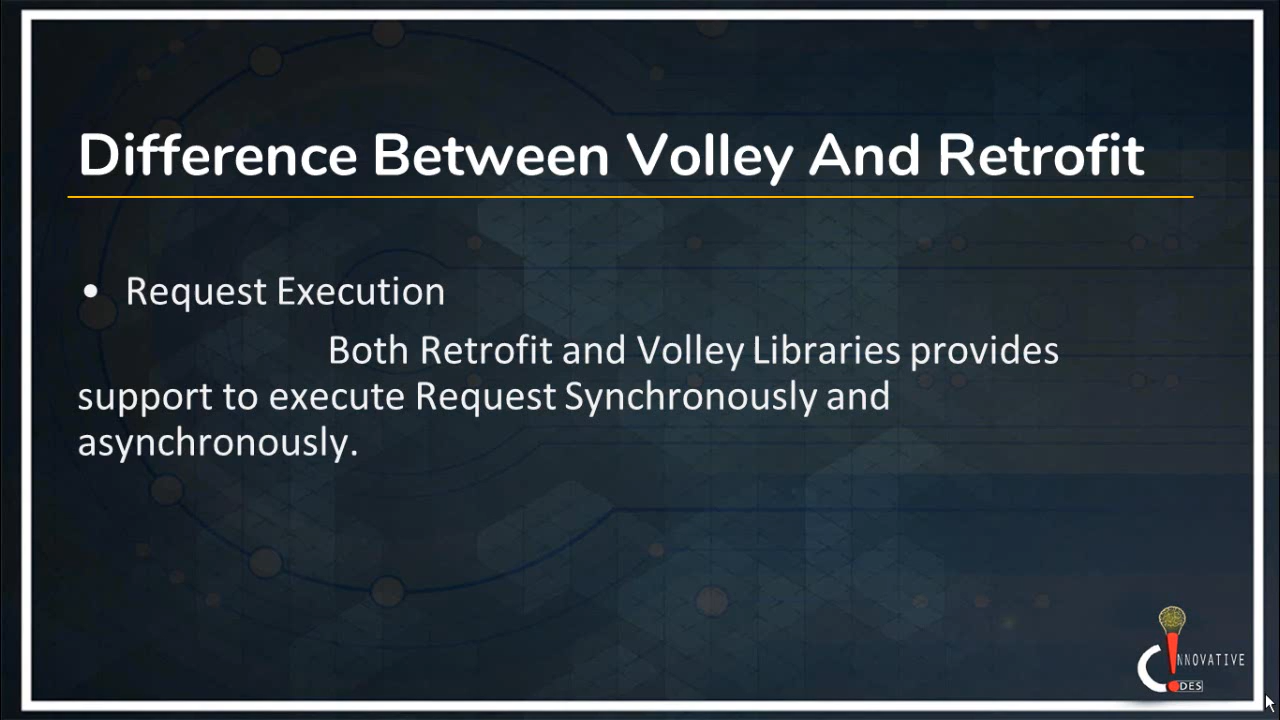 Difference Between Volley And Retrofit
• Request Execution
Both Retrofit and Volley Libraries provides
support to execute Request Synchronously and
asynchronously.
NNOVATIVE
DES